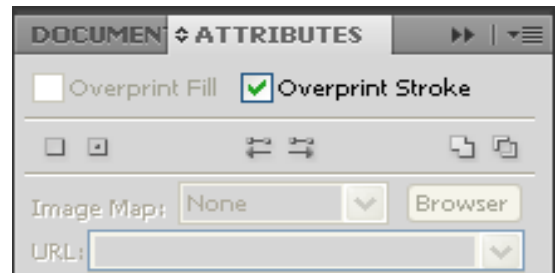 DOCUMEN ATTRIBUTES
Overprint Fill Overprint Stroke
Image Map: None Browser
URL: